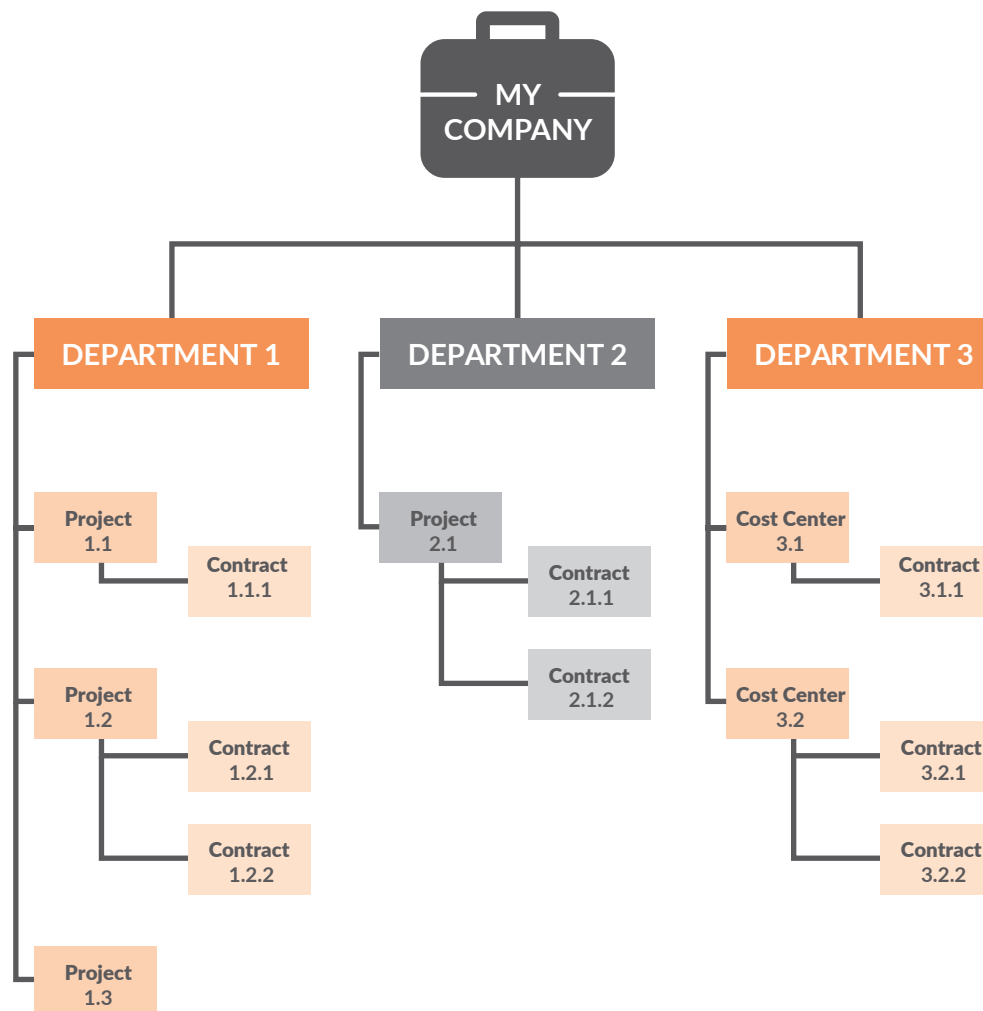 MY
COMPANY
DEPARTMENT 1
DEPARTMENT 2
DEPARTMENT 3
Project
1.1
Contract
1.1.1
Project
1.2
Contract
1.2.1
Contract
1.2.2
Project
1.3
Project
2.1
Contract
2.1.1
Contract
2.1.2
Cost Center
3.1
Contract
3.1.1
Cost Center
3.2
Contract
3.2.1
Contract
3.2.2